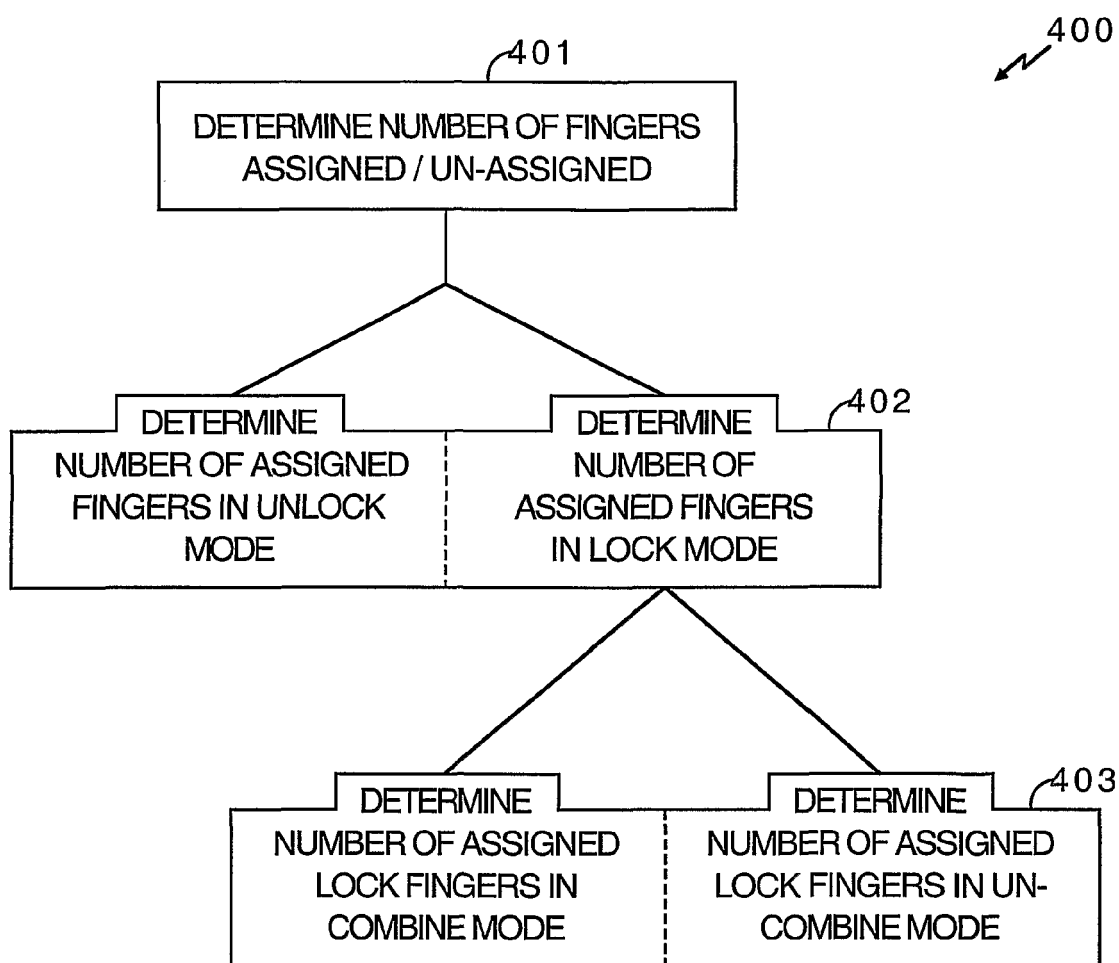 400
401
DETERMINE NUMBER OF FINGERS
ASSIGNED / UN-ASSIGNED
402
DETERMINE
NUMBER OF ASSIGNED
FINGERS IN UNLOCK
MODE
DETERMINE
NUMBER OF
ASSIGNED FINGERS
IN LOCK MODE
403
DETERMINE
NUMBER OF ASSIGNED
LOCK FINGERS IN
COMBINE MODE
DETERMINE
NUMBER OF ASSIGNED
LOCK FINGERS IN UN-
COMBINE MODE